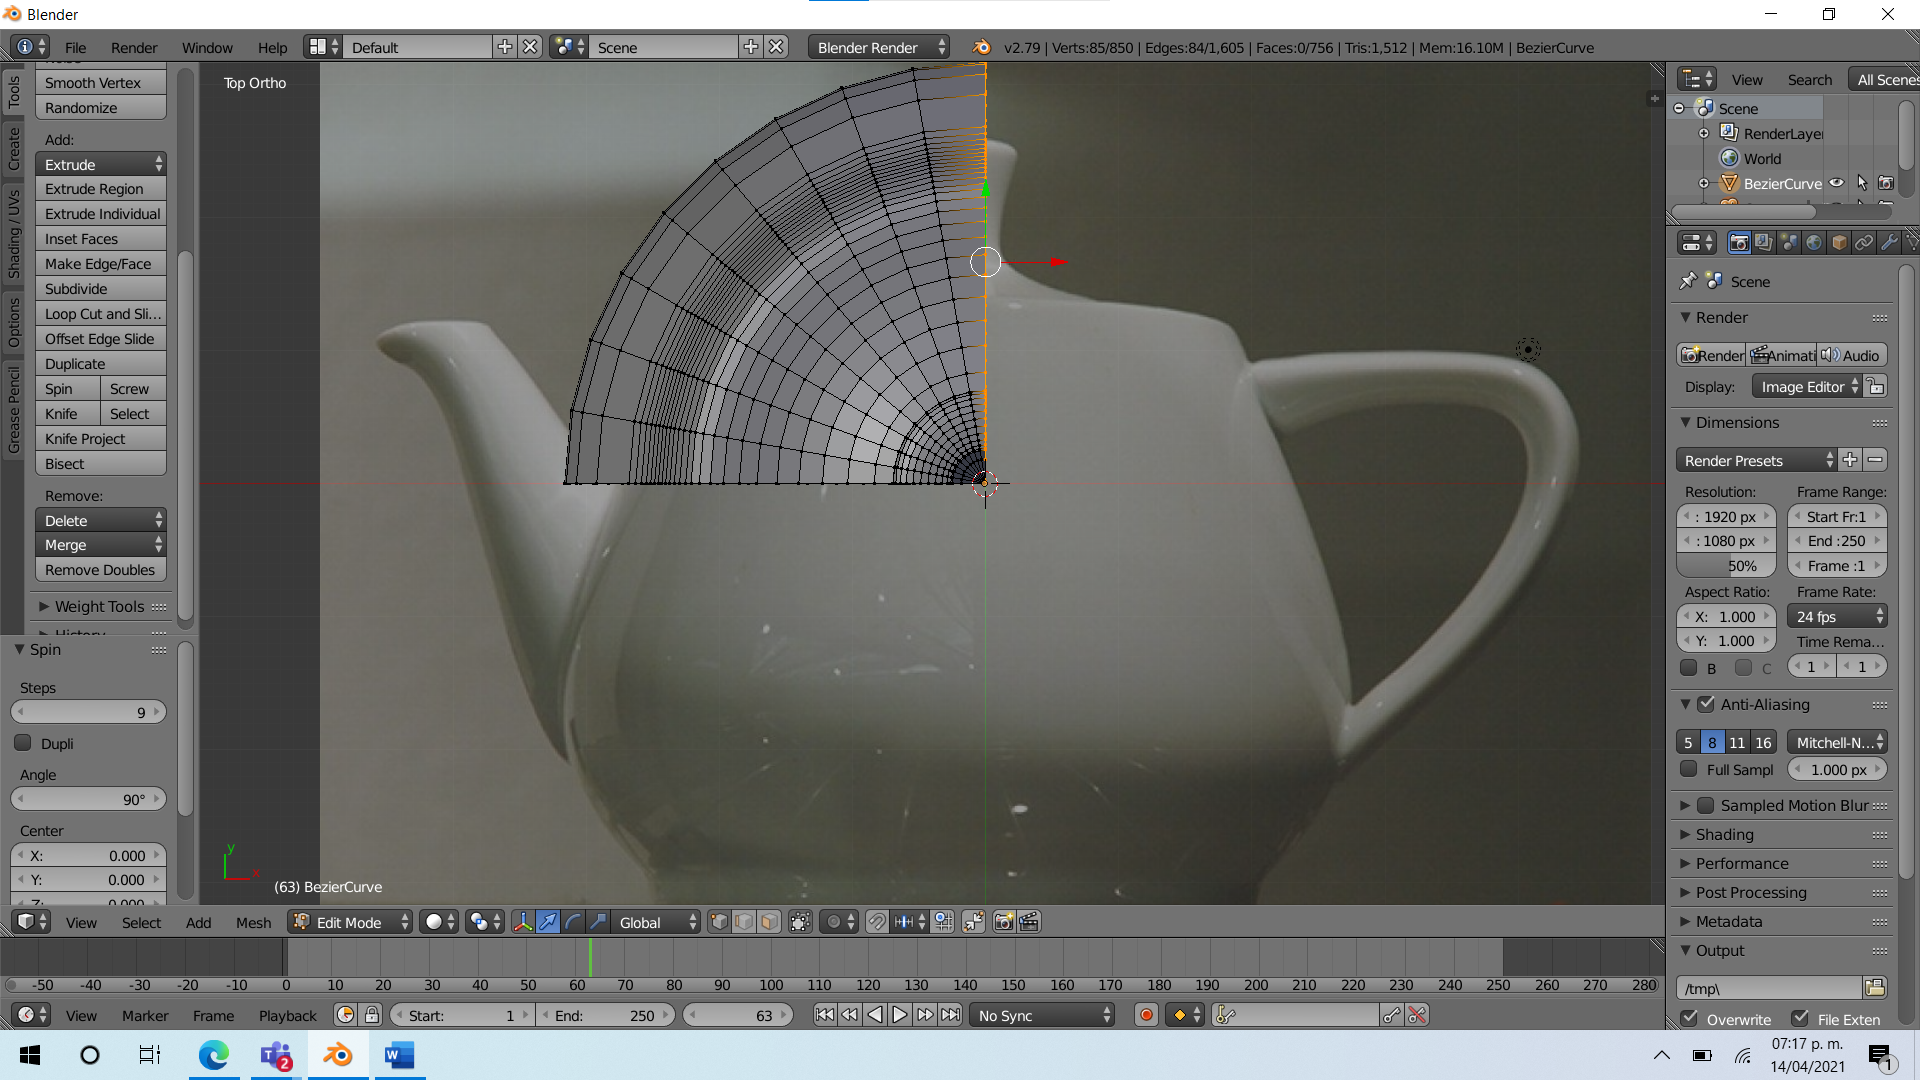 Blender
File Render Window Help Default Scene Blender Render v2.79 | Verts:85/850 | Edges:84/1,605 | Faces:0/756 | Tris:1,512 | Mem:16.10M | BezierCurve
Tools
Create
Shading / UVs
Options
Grease Pencil
Smooth Vertex
Randomize
Add:
Extrude
Extrude Region
Extrude Individual
Inset Faces
Make Edge/Face
Subdivide
Loop Cut and Sli...
Offset Edge Slide
Duplicate
Spin Screw
Knife Select
Knife Project
Bisect
Remove:
Delete
Merge
Remove Doubles
Weight Tools
History
Spin
Steps
9
Dupli
Angle
90°
Center
X: 0.000
Y: 0.000
Z: 0.000
Top Ortho
y
x
(63) BezierCurve
View Select Add Mesh Edit Mode Global
-50 -40 -30 -20 -10 0 10 20 30 40 50 60 70 80 90 100 110 120 130 140 150 160 170 180 190 200 210 220 230 240 250 260 270 280
View Marker Frame Playback Start: 1 End: 250 63 No Sync
View Search All Scenes
Scene
RenderLayer
World
BezierCurve
Scene
Render
Render Animati Audio
Display: Image Editor
Dimensions
Render Presets
Resolution: Frame Range:
: 1920 px Start Fr:1
: 1080 px End :250
50% Frame :1
Aspect Ratio: Frame Rate:
X: 1.000 24 fps
Y: 1.000 Time Rema...
B C 1 1
Anti-Aliasing
5 8 11 16 Mitchell-N...
Full Sampl 1.000 px
Sampled Motion Blur
Shading
Performance
Post Processing
Metadata
Output
/tmp\
Overwrite File Exten
2
07:17 p. m.
14/04/2021
1